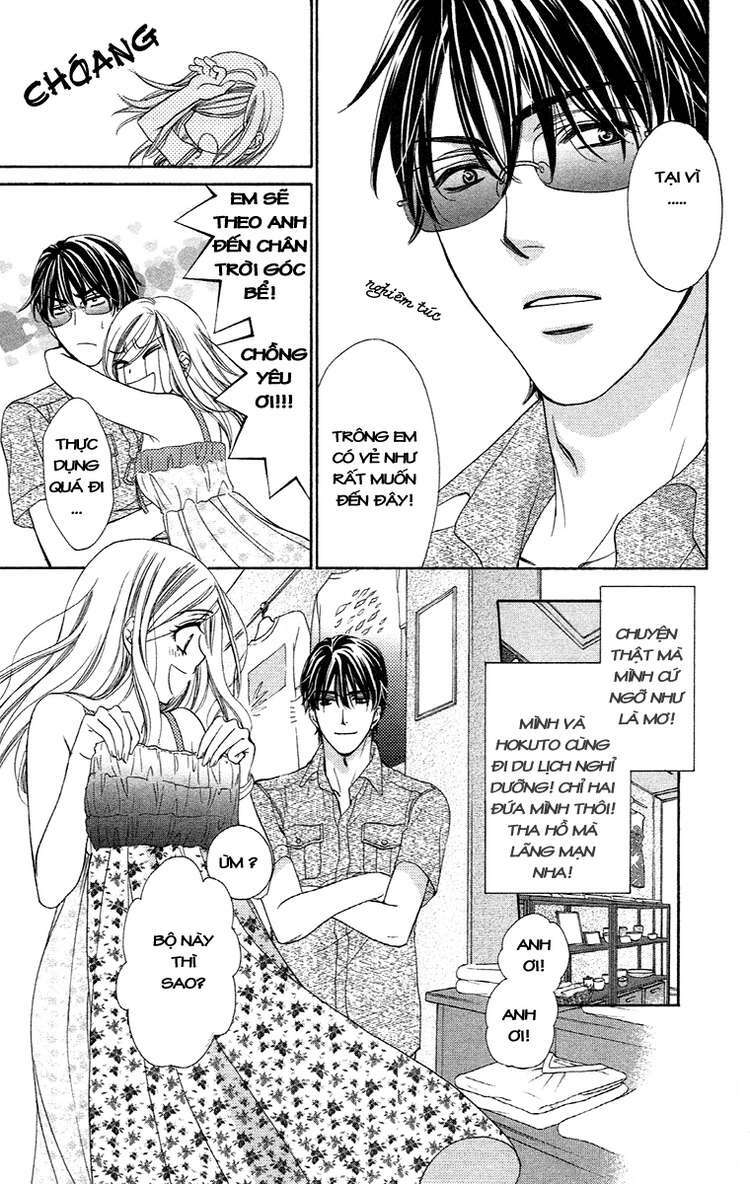 TẠI VÌ
.....
nghiêm túc
TRÔNG EM
CÓ VẺ NHƯ
RẤT MUỐN
ĐẾN ĐÂY!
CHÓANG
EM SẼ
THEO ANH
ĐẾN CHÂN
TRỜI GÓC
BỂ!
CHỒNG
YÊU
ƠI!!!
THỰC
DỤNG
QUÁ ĐI
...
CHUYỆN
THẬT MÀ
MÌNH CỨ
NGỠ NHƯ
LÀ MƠ!
MÌNH VÀ
HOKUTO CÙNG
ĐI DU LỊCH NGHỈ
DƯỠNG! CHỈ HAI
ĐỨA MÌNH THÔI!
THA HỒ MÀ
LÃNG MẠN
NHA!
ANH
ƠI!
ANH
ƠI!
ỪM ?
BỘ NÀY
THÌ
SAO?